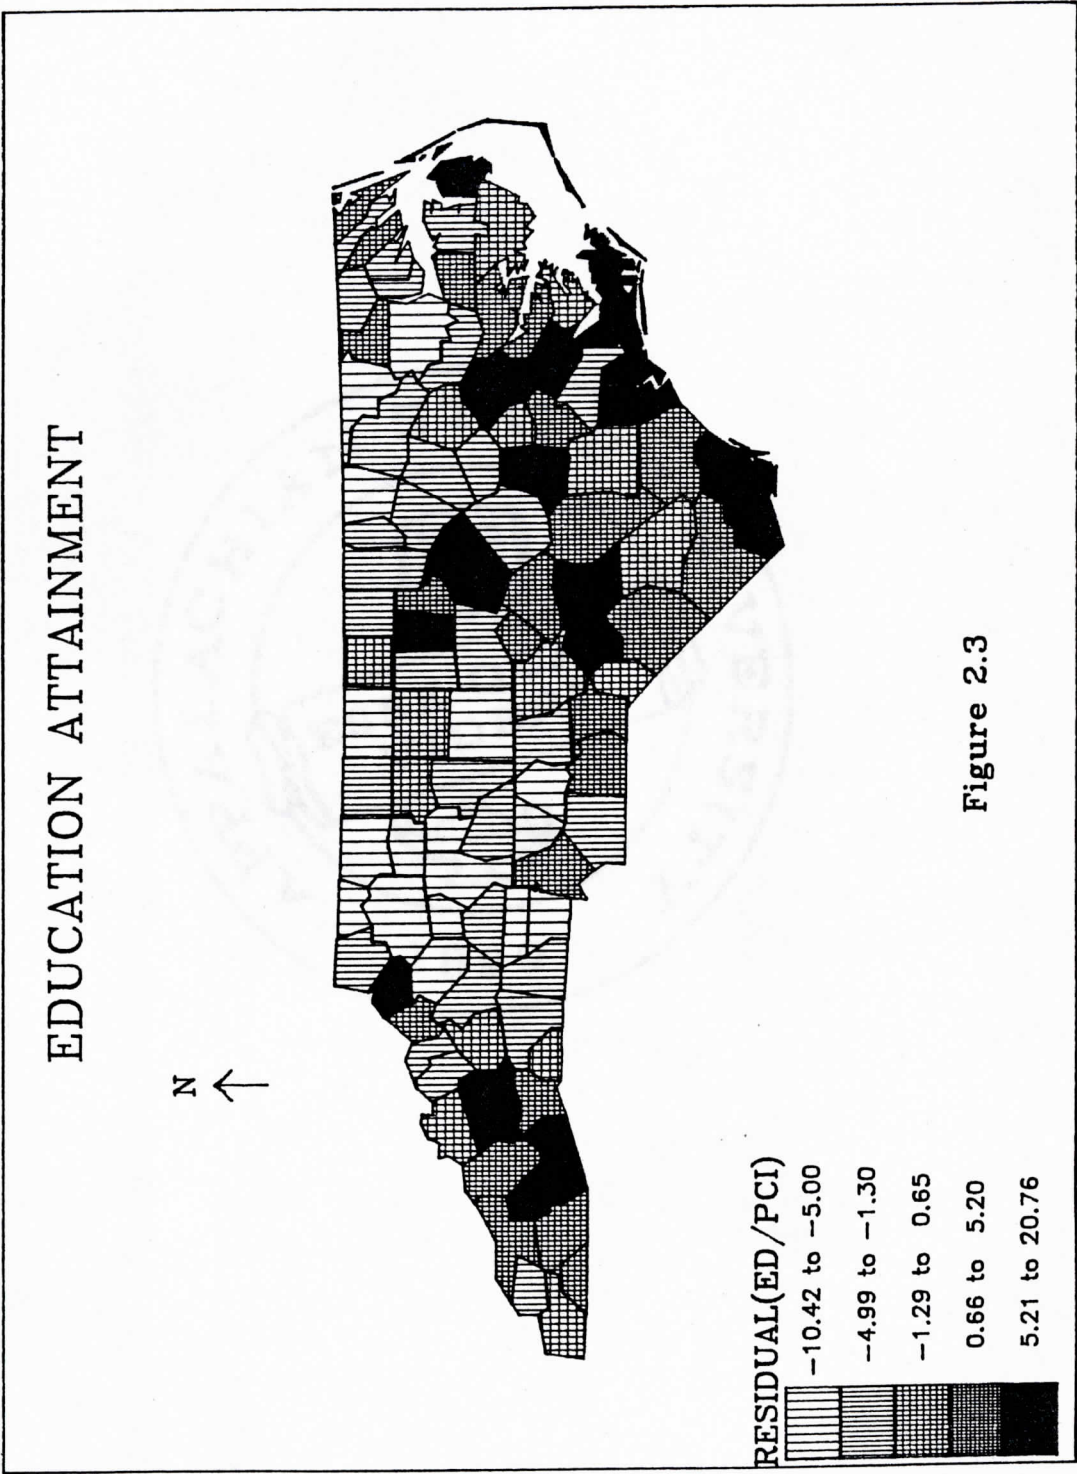 EDUCATION ATTAINMENT
N
RESIDUAL(ED/PCI)
−10.42 to −5.00
−4.99 to −1.30
−1.29 to 0.65
0.66 to 5.20
5.21 to 20.76
Figure 2.3